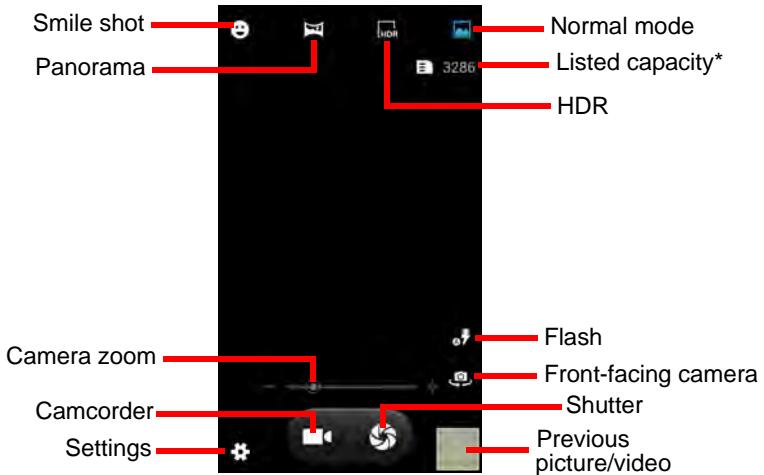 Smile shot
Normal mode
Panorama
HDR
3286
Listed capacity*
HDR
Flash
Camera zoom
Front-facing camera
Camcorder
Shutter
Settings
Previous
picture/video